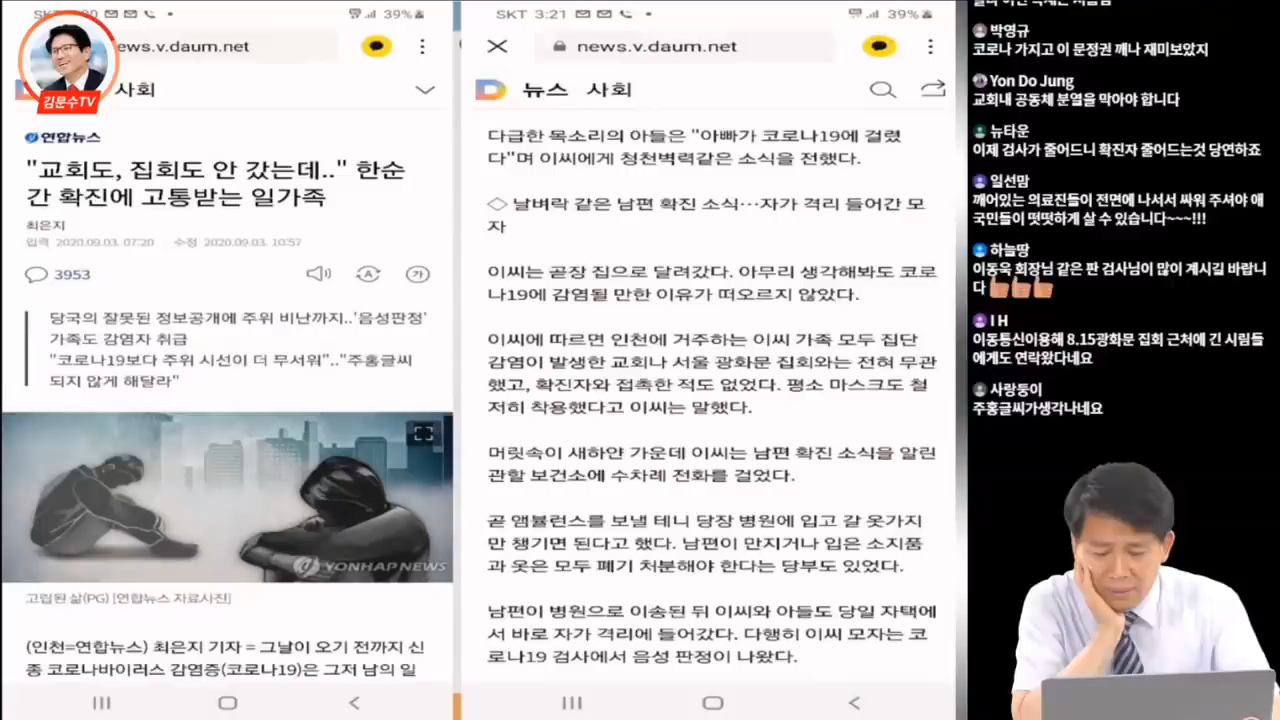 39%
news.v.daum.net
김문수TV
사회
연합뉴스
"교회도, 집회도 안 갔는데.." 한순
간 확진에 고통받는 일가족
최은지
입력 2020.09.03. 07:20 수정 2020.09.03. 10:57
3953
당국의 잘못된 정보공개에 주위 비난까지..'음성판정'
가족도 감염자 취급
"코로나19보다 주위 시선이 더 무서워".."주홍글씨
되지 않게 해달라"
YONHAP NEWS
고립된 삶(PG) [연합뉴스 자료사진]
(인천=연합뉴스) 최은지 기자 = 그날이 오기 전까지 신
종 코로나바이러스 감염증(코로나19)은 그저 남의 일
SKT 3:21 39%
news.v.daum.net
뉴스 사회
다급한 목소리의 아들은 "아빠가 코로나19에 걸렸
다"며 이씨에게 청천벽력같은 소식을 전했다.
◇ 날벼락 같은 남편 확진 소식…자가 격리 들어간 모
자
이씨는 곧장 집으로 달려갔다. 아무리 생각해봐도 코로
나19에 감염될 만한 이유가 떠오르지 않았다.
이씨에 따르면 인천에 거주하는 이씨 가족 모두 집단
감염이 발생한 교회나 서울 광화문 집회와는 전혀 무관
했고, 확진자와 접촉한 적도 없었다. 평소 마스크도 철
저히 착용했다고 이씨는 말했다.
머릿속이 새하얀 가운데 이씨는 남편 확진 소식을 알린
관할 보건소에 수차례 전화를 걸었다.
곧 앰뷸런스를 보낼 테니 당장 병원에 입고 갈 옷가지
만 챙기면 된다고 했다. 남편이 만지거나 입은 소지품
과 옷은 모두 폐기 처분해야 한다는 당부도 있었다.
남편이 병원으로 이송된 뒤 이씨와 아들도 당일 자택에
서 바로 자가 격리에 들어갔다. 다행히 이씨 모자는 코
로나19 검사에서 음성 판정이 나왔다.
박영규
코로나 가지고 이 문정권 깨나 재미보았지
Yon Do Jung
교회내 공동체 분열을 막아야 합니다
뉴타운
이제 검사가 줄어드니 확진자 줄어드는것 당연하죠
일선맘
깨어있는 의료진들이 전면에 나서서 싸워 주셔야 애
국민들이 떳떳하게 살 수 있습니다~~~!!!
하늘땅
이동욱 회장님 같은 판 검사님이 많이 계시길 바랍니
다 👍👍👍
I H
이동통신이용해 8.15광화문 집회 근처에 긴 시람들
에게도 연락왔다네요
사랑둥이
주홍글씨가생각나네요